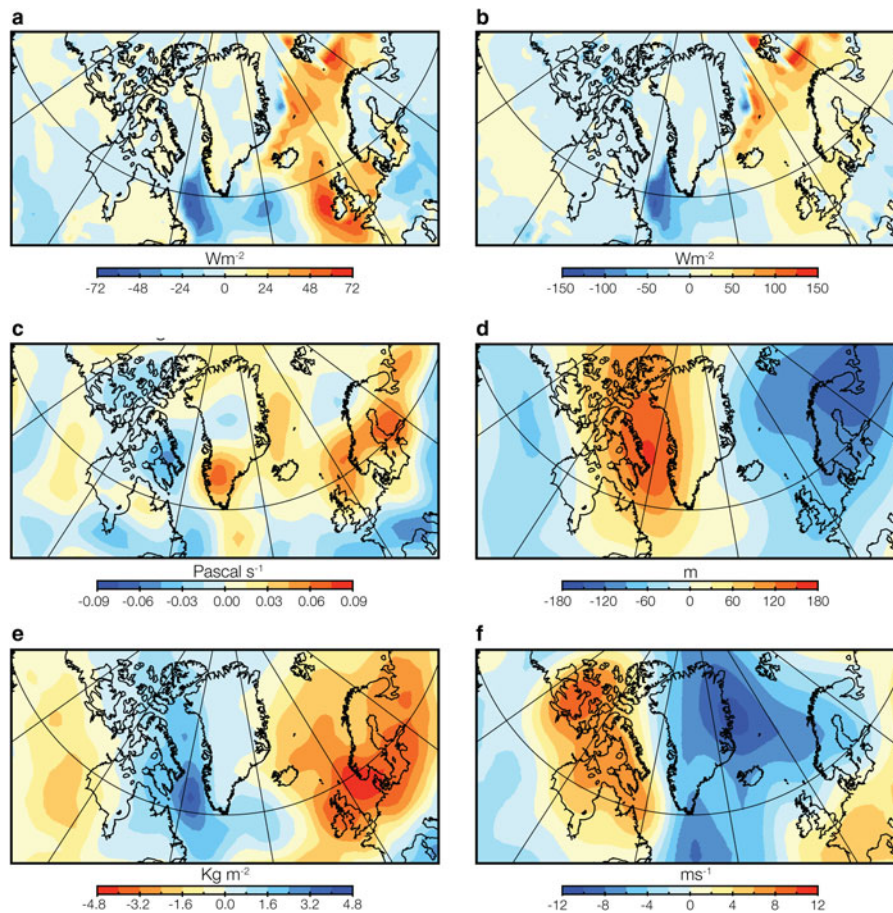 a
b
Wm-2
-72 -48 -24 0 24 48 72
Wm-2
-150 -100 -50 0 50 100 150
c
d
Pascal s-1
-0.09 -0.06 -0.03 0.00 0.03 0.06 0.09
m
-180 -120 -60 0 60 120 180
e
f
Kg m-2
-4.8 -3.2 -1.6 0.0 1.6 3.2 4.8
ms-1
-12 -8 -4 0 4 8 12